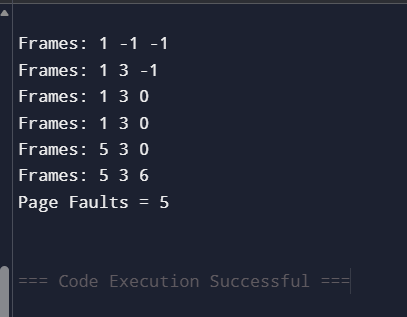 Frames: 1 -1 -1
Frames: 1 3 -1
Frames: 1 3 0
Frames: 1 3 0
Frames: 5 3 0
Frames: 5 3 6
Page Faults = 5
=== Code Execution Successful ===